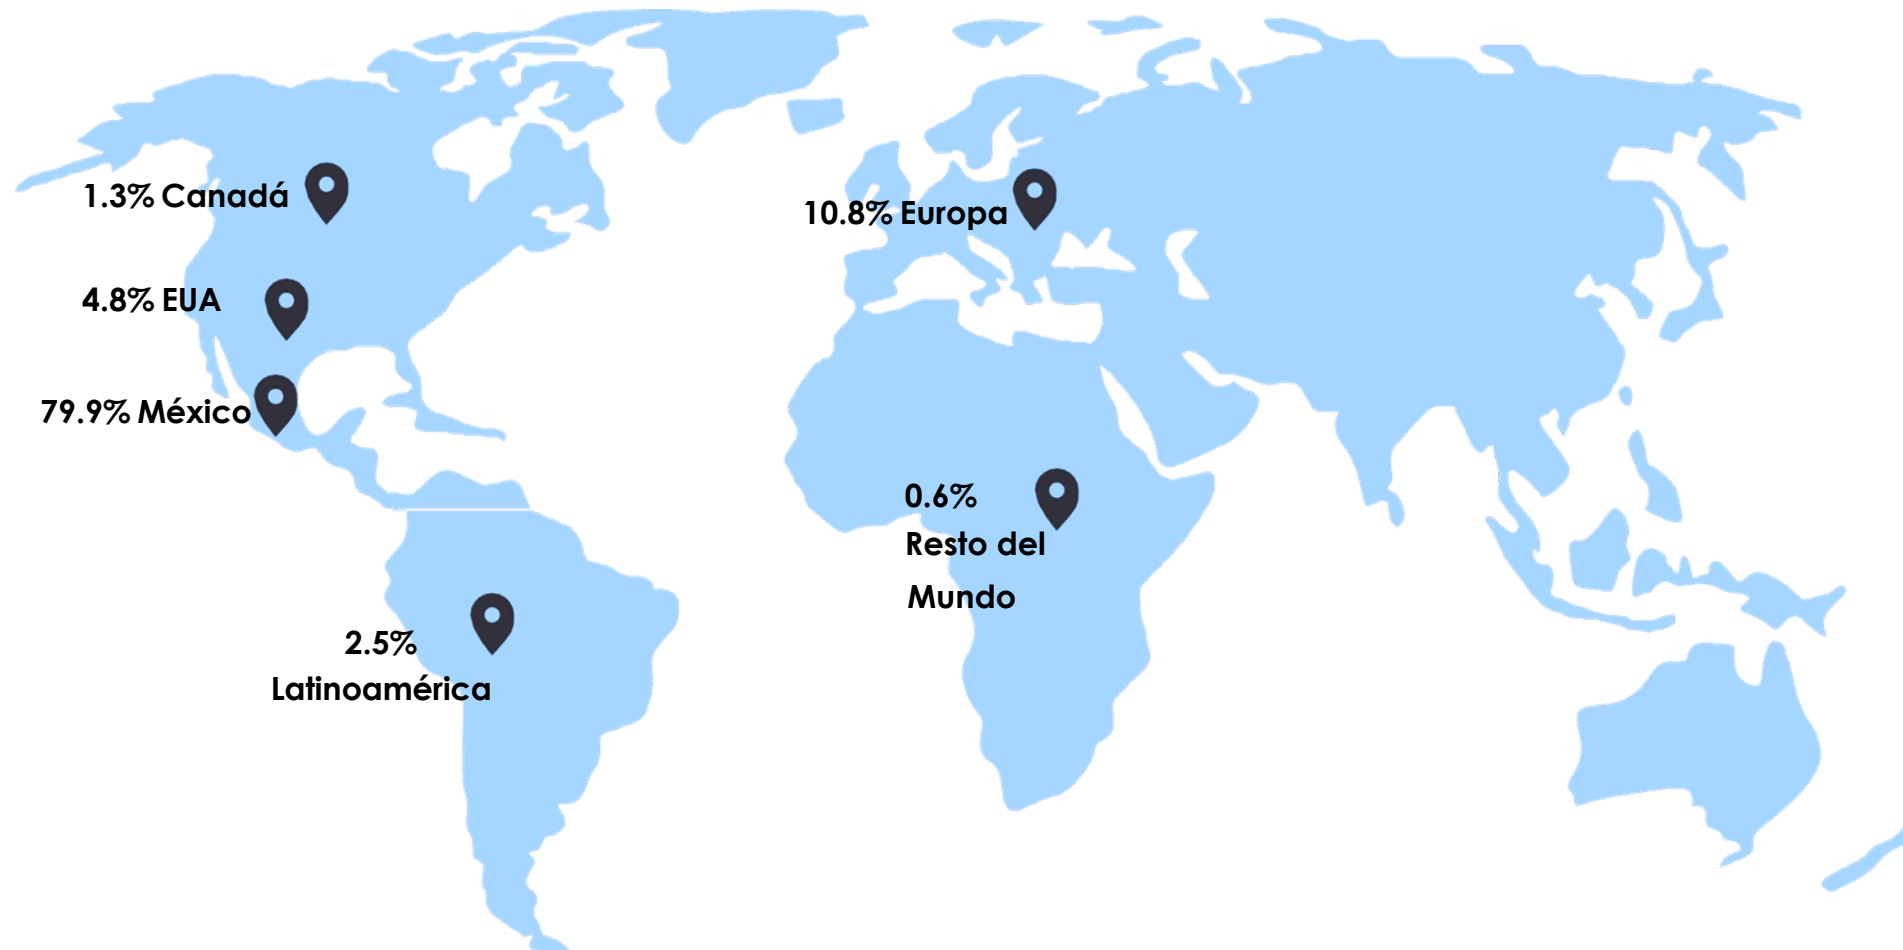 1.3% Canadá
10.8% Europa
4.8% EUA
79.9% México
0.6%
Resto del
Mundo
2.5%
Latinoamérica